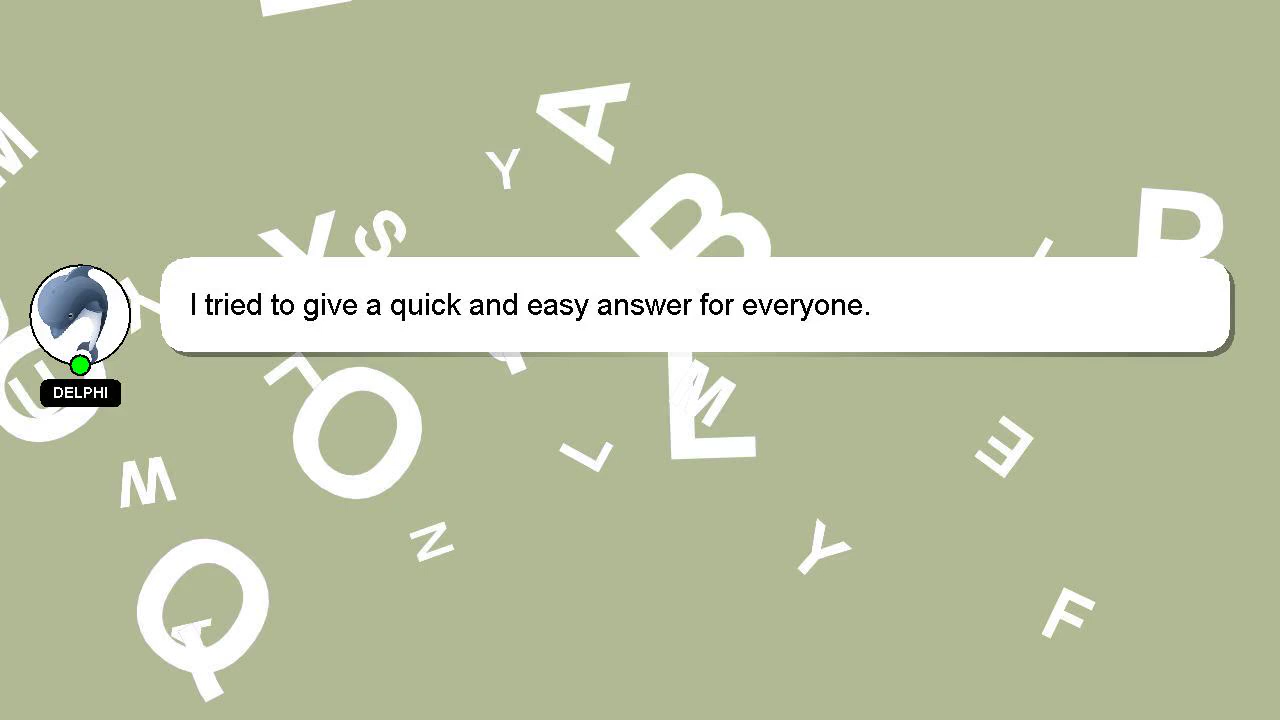 I tried to give a quick and easy answer for everyone.
DELPHI
M
A
Y
B
S
Y
R
U
L
O
M
L
L
E
W
N
Y
Q
T
F